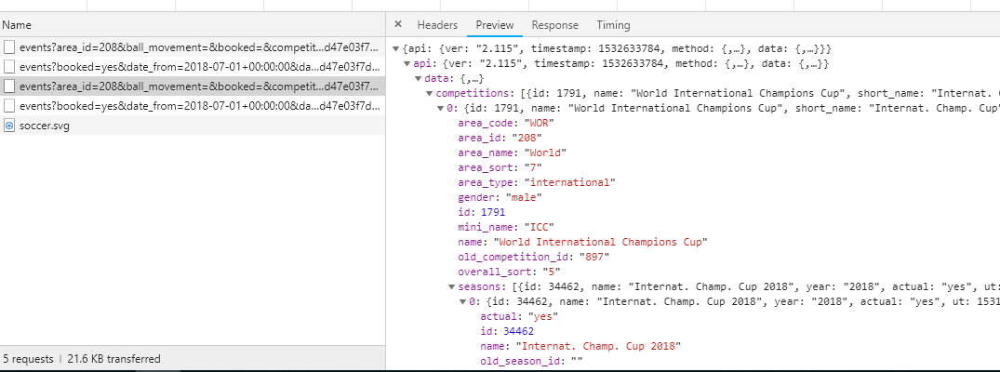 Name
events?area_id=208&ball_movement=&booked=&competit...d47e03f7...
events?booked=yes&date_from=2018-07-01+00:00:00&da...d47e03f7d...
events?area_id=208&ball_movement=&booked=&competit...d47e03f7...
events?booked=yes&date_from=2018-07-01+00:00:00&da...d47e03f7d...
soccer.svg
5 requests | 21.6 KB transferred
× Headers Preview Response Timing
▼{api: {ver: "2.115", timestamp: 1532633784, method: {,…}, data: {,…}}}
▼api: {ver: "2.115", timestamp: 1532633784, method: {,…}, data: {,…}}
▼data: {,…}
▼competitions: [{id: 1791, name: "World International Champions Cup", short_name: "Internat. 
▼0: {id: 1791, name: "World International Champions Cup", short_name: "Internat. Champ. Cup"
area_code: "WOR"
area_id: "208"
area_name: "World"
area_sort: "7"
area_type: "international"
gender: "male"
id: 1791
mini_name: "ICC"
name: "World International Champions Cup"
old_competition_id: "897"
overall_sort: "5"
▼seasons: [{id: 34462, name: "Internat. Champ. Cup 2018", year: "2018", actual: "yes", ut:
▼0: {id: 34462, name: "Internat. Champ. Cup 2018", year: "2018", actual: "yes", ut: 1531
actual: "yes"
id: 34462
name: "Internat. Champ. Cup 2018"
old_season_id: ""